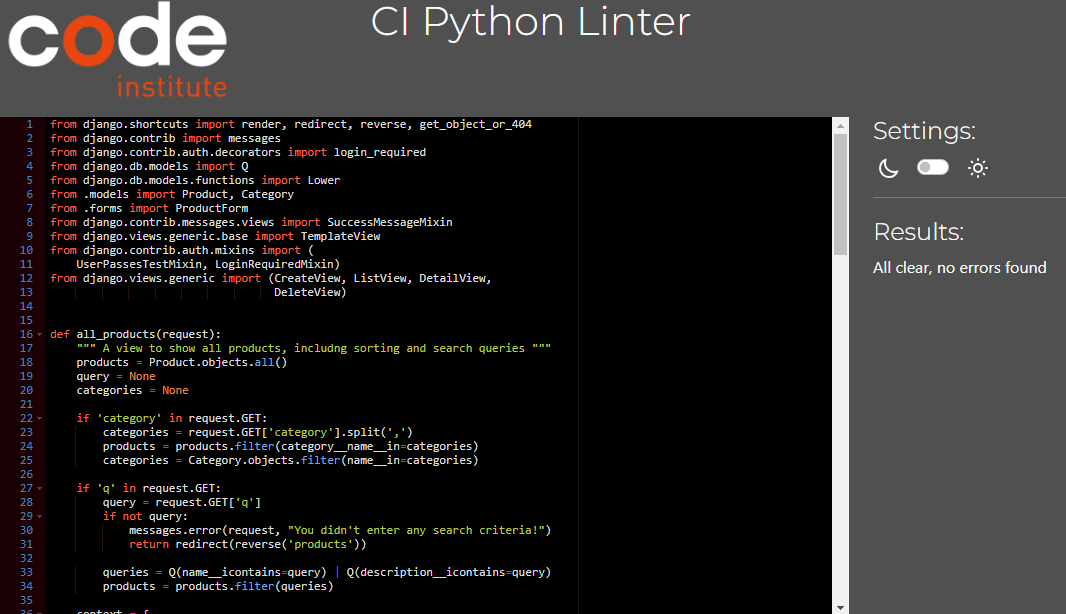 code
institute
CI Python Linter
1 from django.shortcuts import render, redirect, reverse, get_object_or_404
2 from django.contrib import messages
3 from django.contrib.auth.decorators import login_required
4 from django.db.models import Q
5 from django.db.models.functions import Lower
6 from .models import Product, Category
7 from .forms import ProductForm
8 from django.contrib.messages.views import SuccessMessageMixin
9 from django.views.generic.base import TemplateView
10 from django.contrib.auth.mixins import (
11     UserPassesTestMixin, LoginRequiredMixin)
12 from django.views.generic import (CreateView, ListView, DetailView,
13                                   DeleteView)
14
15
16 def all_products(request):
17     """ A view to show all products, includng sorting and search queries """
18     products = Product.objects.all()
19     query = None
20     categories = None
21
22     if 'category' in request.GET:
23         categories = request.GET['category'].split(',')
24         products = products.filter(category__name__in=categories)
25         categories = Category.objects.filter(name__in=categories)
26
27     if 'q' in request.GET:
28         query = request.GET['q']
29         if not query:
30             messages.error(request, "You didn't enter any search criteria!")
31             return redirect(reverse('products'))
32
33         queries = Q(name__icontains=query) | Q(description__icontains=query)
34         products = products.filter(queries)
35
36     context = {
Settings:
Results:
All clear, no errors found